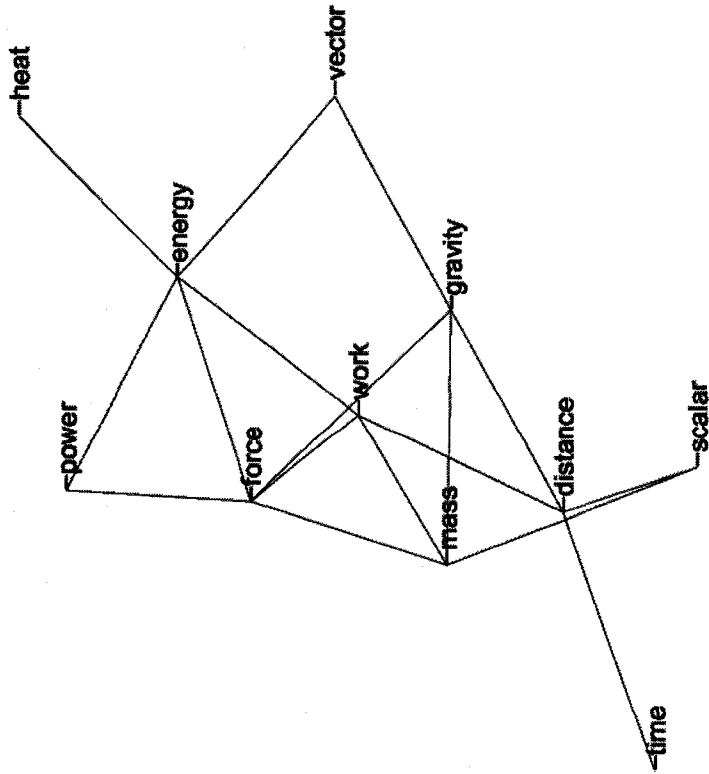 heat
vector
energy
gravity
power
work
force
distance
mass
scalar
time